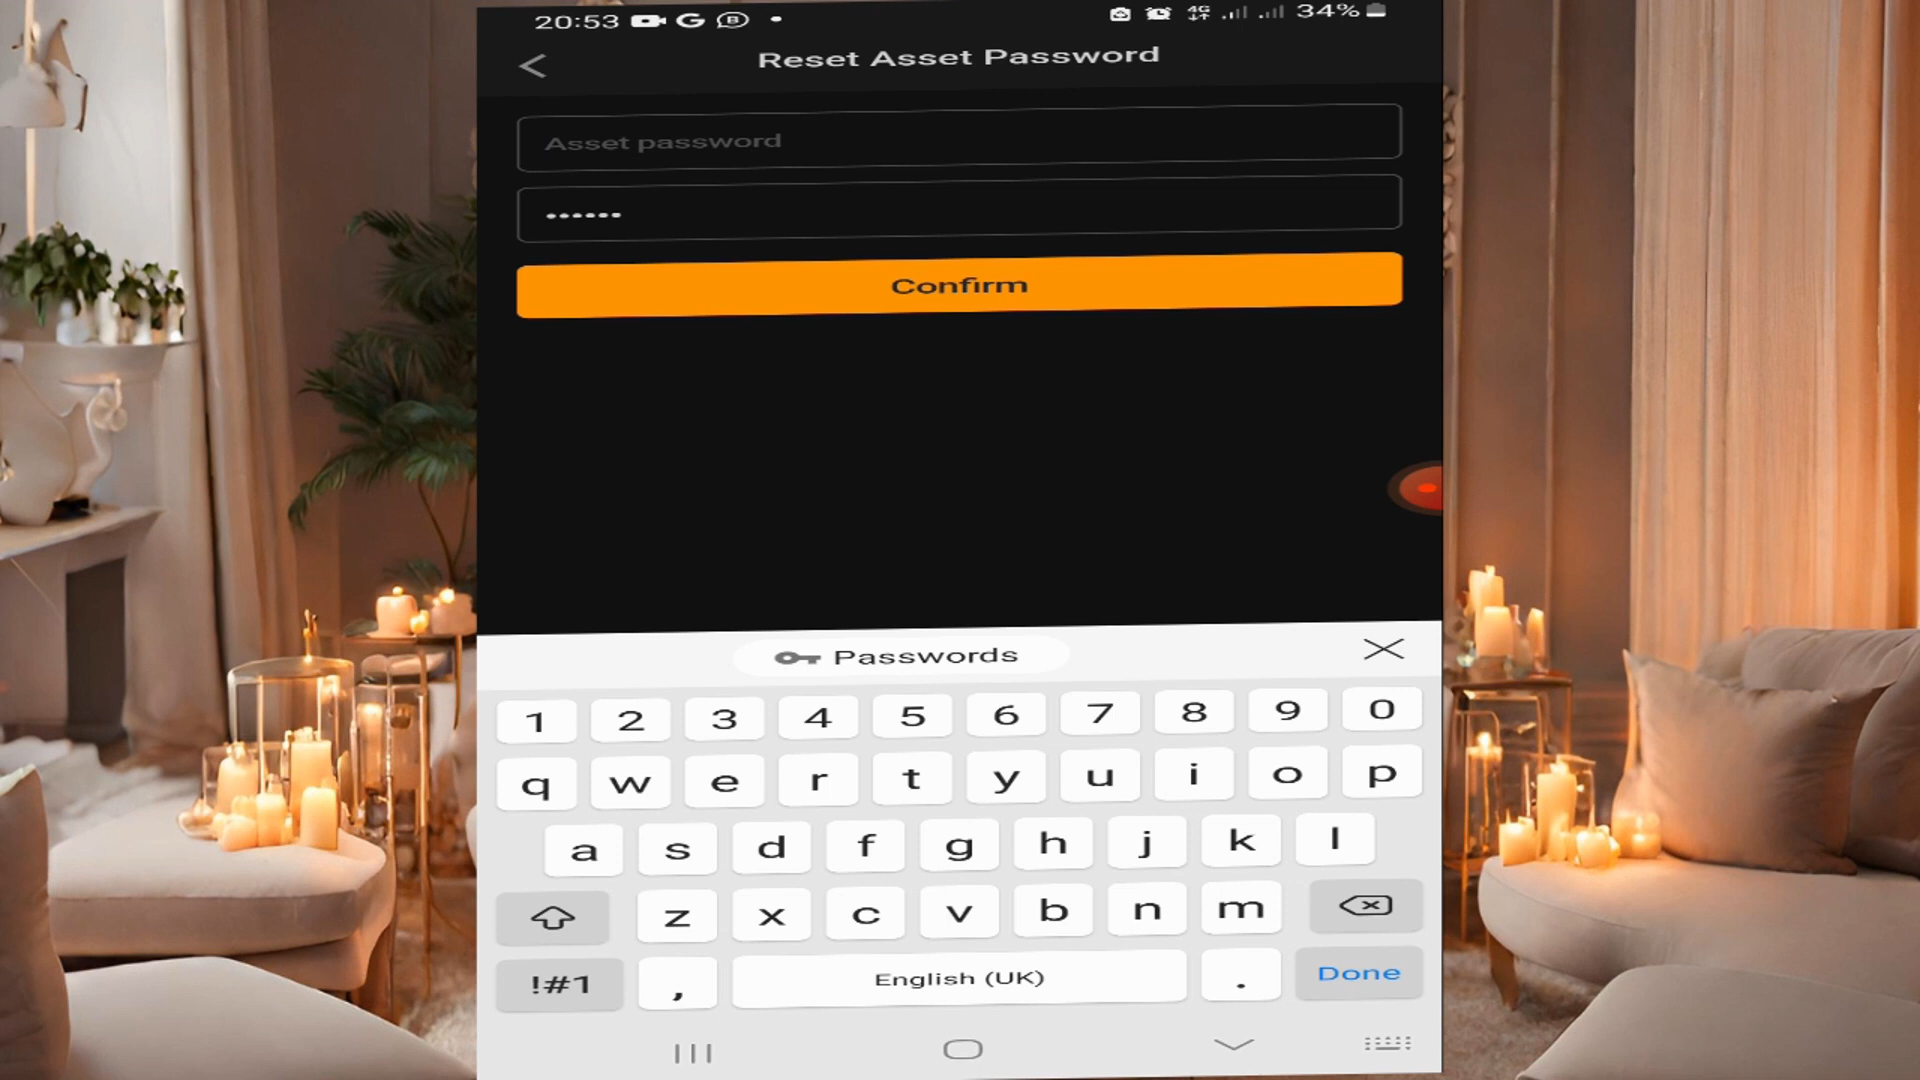 20:53 34%
Reset Asset Password
Asset password
••••••
Confirm
Passwords
1 2 3 4 5 6 7 8 9 0
q w e r t y u i o p
a s d f g h j k l
z x c v b n m
!#1 , English (UK) . Done